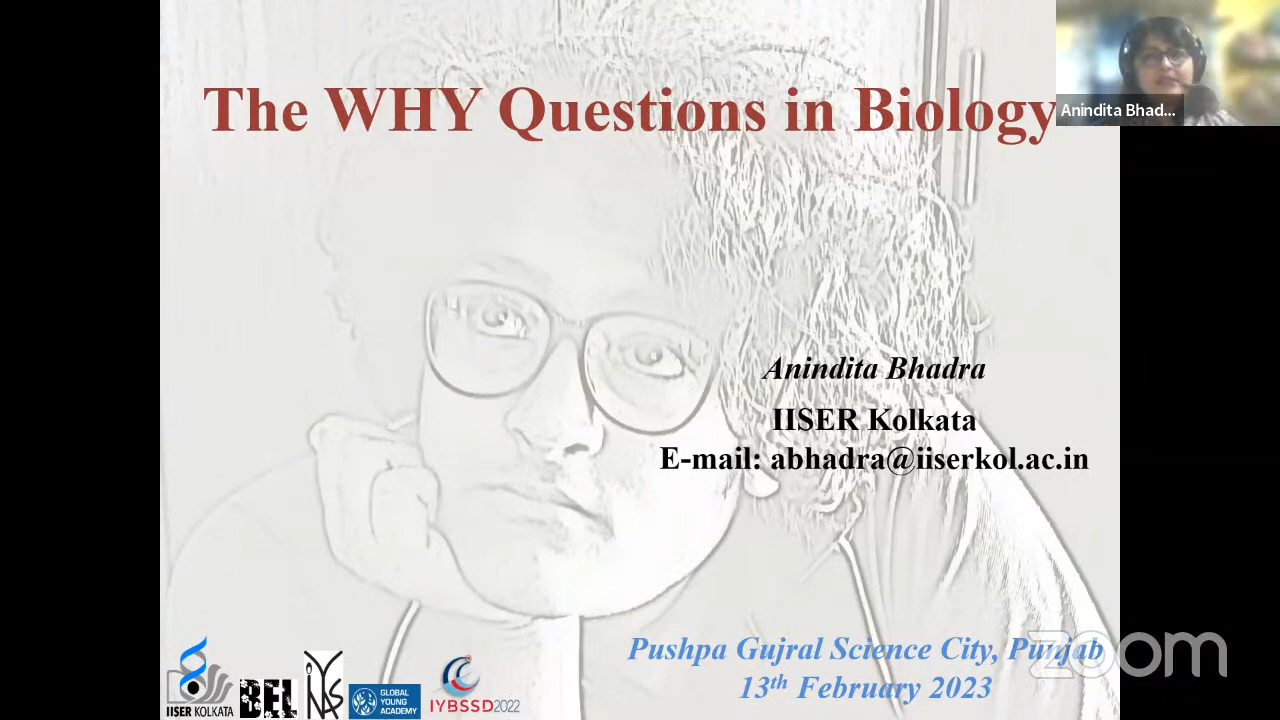 The WHY Questions in Biology
Anindita Bhad...
Anindita Bhadra
IISER Kolkata
E-mail: abhadra@iiserkol.ac.in
Pushpa Gujral Science City, Punjab
13th February 2023
zoom
IISER KOLKATA
BEL
INYAS
GLOBAL
YOUNG
ACADEMY
IYBSSD2022